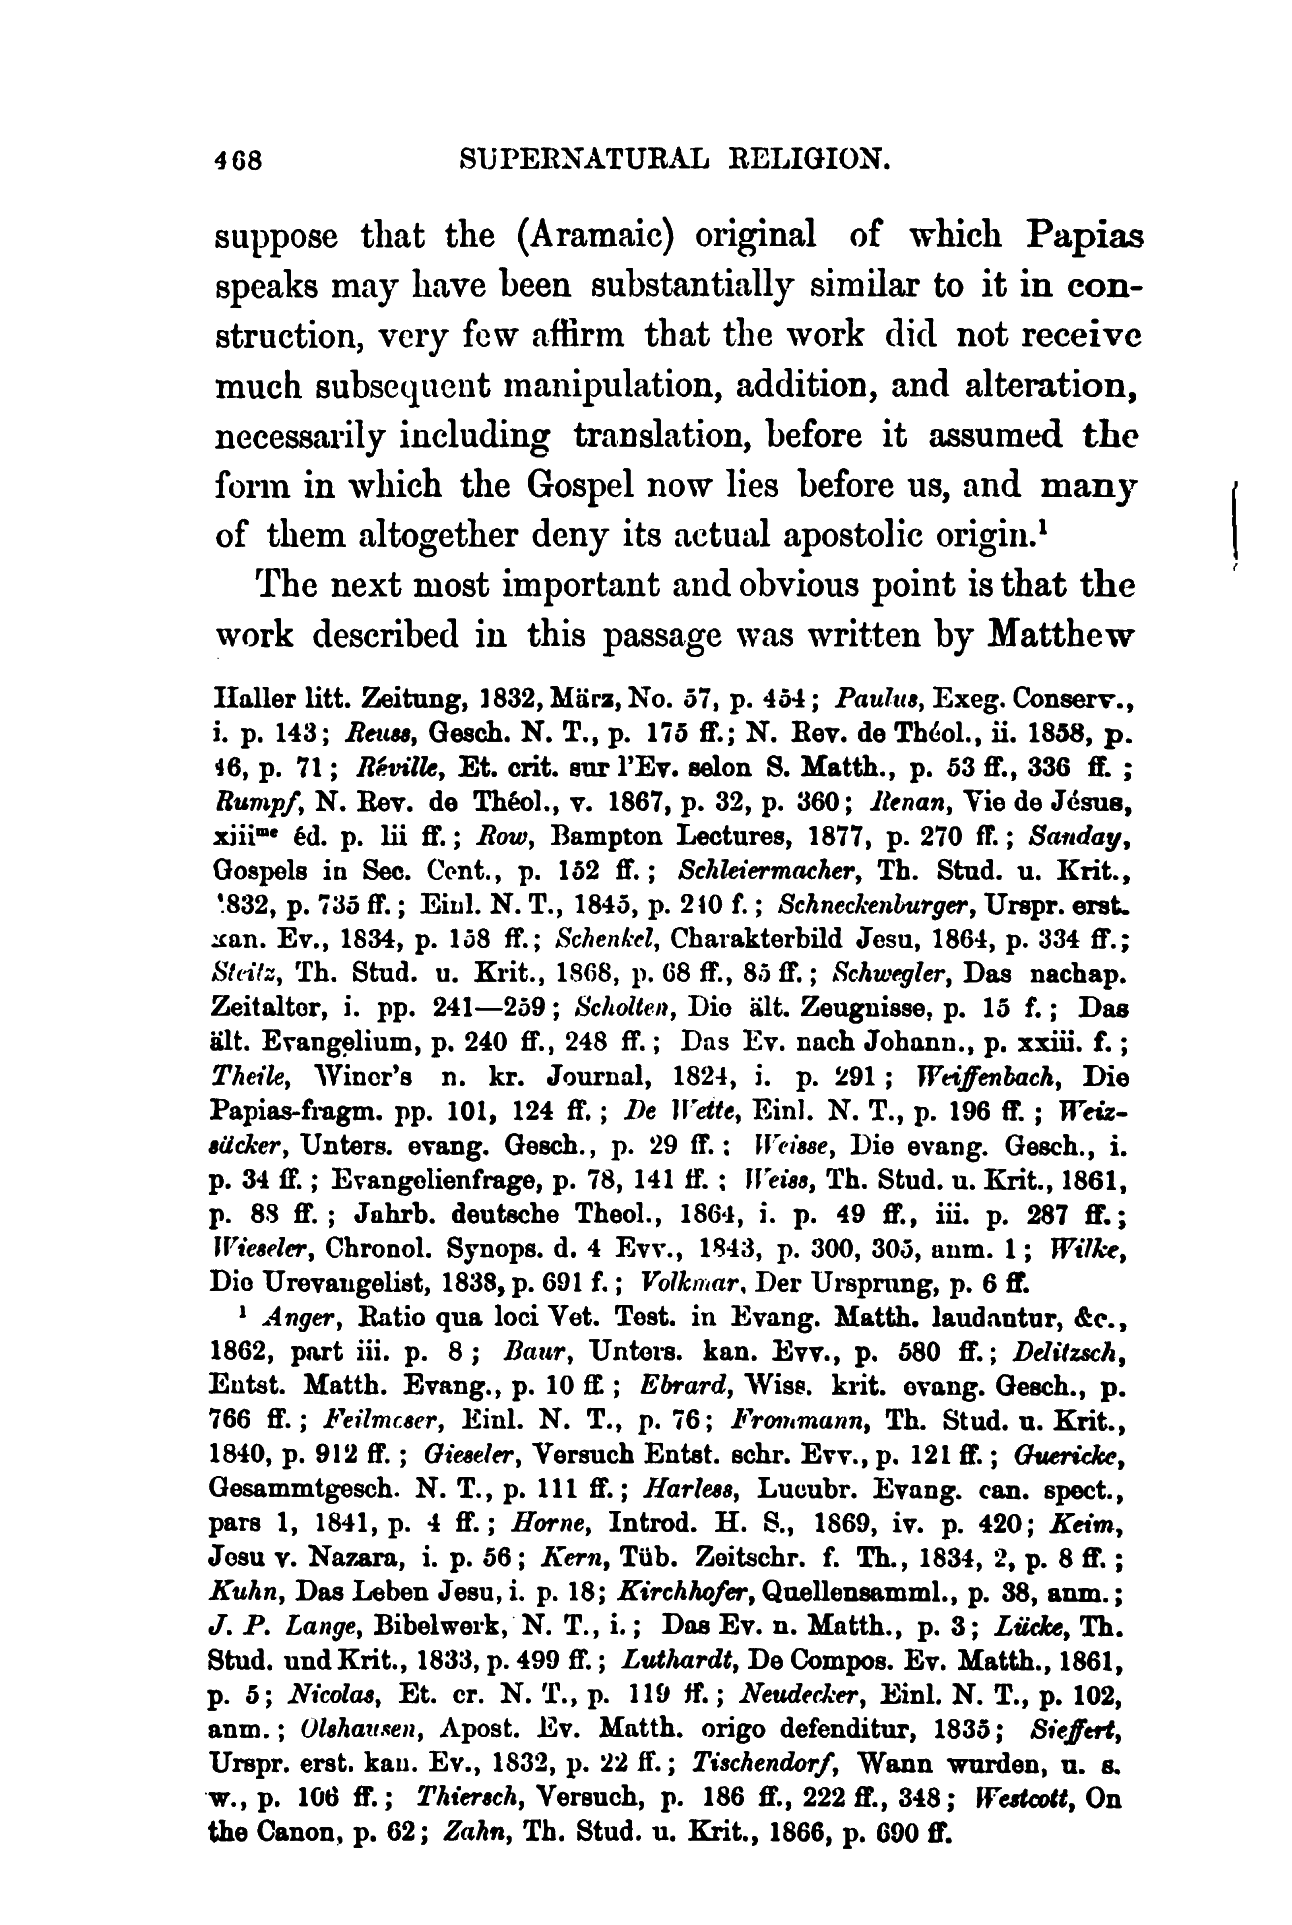 468 SUPERNATURAL RELIGION.
suppose that the (Aramaic) original of which Papias
speaks may have been substantially similar to it in con-
struction, very few affirm that the work did not receive
much subsequent manipulation, addition, and alteration,
necessarily including translation, before it assumed the
form in which the Gospel now lies before us, and many
of them altogether deny its actual apostolic origin.¹
The next most important and obvious point is that the
work described in this passage was written by Matthew
Haller litt. Zeitung, 1832, März, No. 57, p. 454; Paulus, Exeg. Conserv.,
i. p. 143; Reuss, Gesch. N. T., p. 175 ff.; N. Rev. de Théol., ii. 1858, p.
46, p. 71; Réville, Et. crit. sur l'Ev. selon S. Matth., p. 53 ff., 336 ff.;
Rumpf, N. Rev. de Théol., v. 1867, p. 32, p. 360; Renan, Vie de Jésus,
xiiiᵐᵉ éd. p. lii ff.; Row, Bampton Lectures, 1877, p. 270 ff.; Sanday,
Gospels in Sec. Cent., p. 152 ff.; Schleiermacher, Th. Stud. u. Krit.,
1832, p. 735 ff.; Einl. N. T., 1845, p. 240 f.; Schneckenburger, Urspr. erst.
kan. Ev., 1834, p. 158 ff.; Schenkel, Charakterbild Jesu, 1864, p. 334 ff.;
Steitz, Th. Stud. u. Krit., 1868, p. 68 ff., 85 ff.; Schwegler, Das nachap.
Zeitalter, i. pp. 241—259; Scholten, Die ält. Zeugnisse, p. 15 f.; Das
ält. Evangelium, p. 240 ff., 248 ff.; Das Ev. nach Johann., p. xxiii. f.;
Theile, Winer's n. kr. Journal, 1824, i. p. 291; Weiffenbach, Die
Papias-fragm. pp. 101, 124 ff.; De Wette, Einl. N. T., p. 196 ff.; Weiz-
säcker, Unters. evang. Gesch., p. 29 ff.; Weisse, Die evang. Gesch., i.
p. 34 ff.; Evangelienfrage, p. 78, 141 ff.; Weiss, Th. Stud. u. Krit., 1861,
p. 88 ff.; Jahrb. deutsche Theol., 1864, i. p. 49 ff., iii. p. 287 ff.;
Wieseler, Chronol. Synops. d. 4 Evv., 1843, p. 300, 305, anm. 1; Wilke,
Die Urevangelist, 1838, p. 691 f.; Volkmar, Der Ursprung, p. 6 ff.
¹ Anger, Ratio qua loci Vet. Test. in Evang. Matth. laudantur, &c.,
1862, part iii. p. 8; Baur, Unters. kan. Evv., p. 580 ff.; Delitzsch,
Entst. Matth. Evang., p. 10 ff.; Ebrard, Wiss. krit. evang. Gesch., p.
766 ff.; Feilmoser, Einl. N. T., p. 76; Frommann, Th. Stud. u. Krit.,
1840, p. 912 ff.; Gieseler, Versuch Entst. schr. Evv., p. 121 ff.; Guericke,
Gesammtgesch. N. T., p. 111 ff.; Harless, Lucubr. Evang. can. spect.,
pars 1, 1841, p. 4 ff.; Horne, Introd. H. S., 1869, iv. p. 420; Keim,
Jesu v. Nazara, i. p. 56; Kern, Tüb. Zeitschr. f. Th., 1834, 2, p. 8 ff.;
Kuhn, Das Leben Jesu, i. p. 18; Kirchhofer, Quellensamml., p. 38, anm.;
J. P. Lange, Bibelwerk, N. T., i.; Das Ev. n. Matth., p. 3; Lücke, Th.
Stud. und Krit., 1833, p. 499 ff.; Luthardt, De Compos. Ev. Matth., 1861,
p. 5; Nicolas, Et. cr. N. T., p. 119 ff.; Neudecker, Einl. N. T., p. 102,
anm.; Olshausen, Apost. Ev. Matth. origo defenditur, 1835; Sieffert,
Urspr. erst. kan. Ev., 1832, p. 22 ff.; Tischendorf, Wann wurden, u. s.
w., p. 106 ff.; Thiersch, Versuch, p. 186 ff., 222 ff., 348; Westcott, On
the Canon, p. 62; Zahn, Th. Stud. u. Krit., 1866, p. 690 ff.